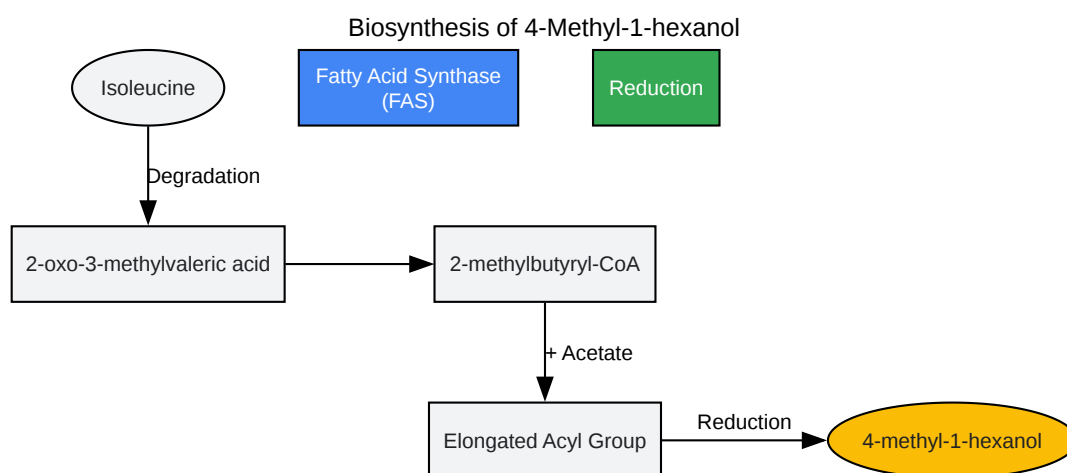 Biosynthesis of 4-Methyl-1-hexanol
Isoleucine
Fatty Acid Synthase
(FAS)
Reduction
Degradation
2-oxo-3-methylvaleric acid
2-methylbutyryl-CoA
+ Acetate
Elongated Acyl Group
Reduction
4-methyl-1-hexanol